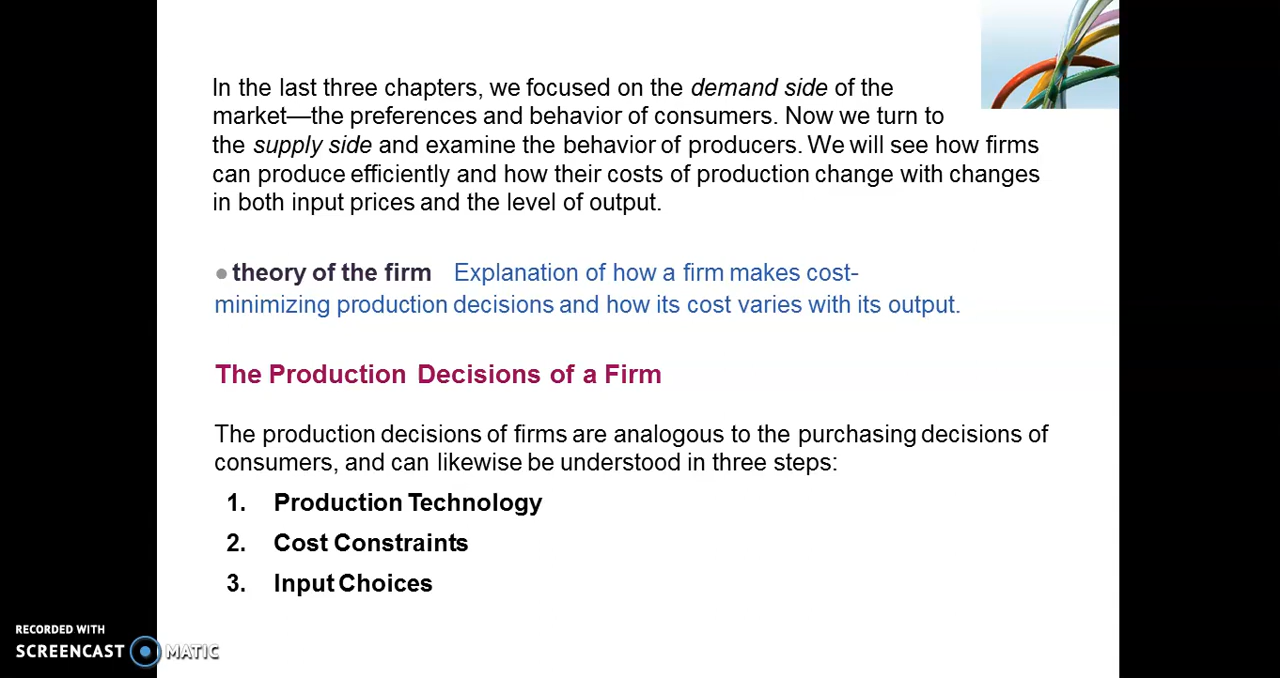 In the last three chapters, we focused on the demand side of the
market—the preferences and behavior of consumers. Now we turn to
the supply side and examine the behavior of producers. We will see how firms
can produce efficiently and how their costs of production change with changes
in both input prices and the level of output.
● theory of the firm Explanation of how a firm makes cost-
minimizing production decisions and how its cost varies with its output.
The Production Decisions of a Firm
The production decisions of firms are analogous to the purchasing decisions of
consumers, and can likewise be understood in three steps:
1. Production Technology
2. Cost Constraints
3. Input Choices
RECORDED WITH
SCREENCAST MATIC